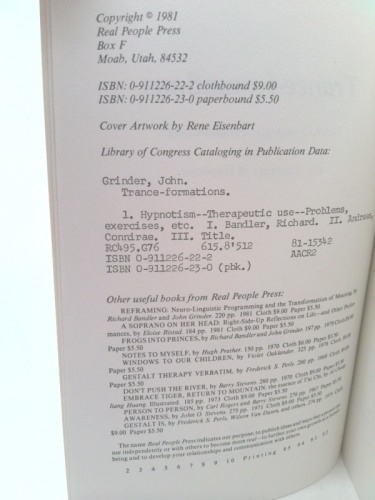 Copyright © 1981
Real People Press
Box F
Moab, Utah, 84532
ISBN: 0-911226-22-2 clothbound $9.00
ISBN: 0-911226-23-0 paperbound $5.50
Cover Artwork by Rene Eisenbart
Library of Congress Cataloging in Publication Data:
Grinder, John.
Trance-formations.
1. Hypnotism--Therapeutic use--Problems,
exercises, etc. I. Bandler, Richard. II. Andreas,
Connirae. III. Title.
RC495.G76 615.8'512 81-15342
ISBN 0-911226-22-2 AACR2
ISBN 0-911226-23-0 (pbk.)
Other useful books from Real People Press:
REFRAMING: Neuro-Linguistic Programming and the Transformation of Meaning, by
Richard Bandler and John Grinder. 220 pp. 1981 Cloth $9.00 Paper $5.50
A SOPRANO ON HER HEAD: Right-Side-Up Reflections on Life—and Other Perfor-
mances, by Eloise Ristad. 184 pp. 1981 Cloth $9.00 Paper $5.50
FROGS INTO PRINCES, by Richard Bandler and John Grinder. 197 pp. 1979 Cloth $9.00
Paper $5.50
NOTES TO MYSELF, by Hugh Prather. 150 pp. 1970 Cloth $9.00 Paper
WINDOWS TO OUR CHILDREN, by Violet Oaklander. 325 pp. 1978 Cloth
$9.00 Paper $5.50
GESTALT THERAPY VERBATIM, by Frederick S. Perls. 280 pp. 1969
Paper $5.50
DON'T PUSH THE RIVER, by Barry Stevens. 280 pp. 1970
EMBRACE TIGER, RETURN TO MOUNTAIN: the essence of T'ai Chi, by Al Chung-
liang Huang. Illustrated. 185 pp. 1973 Cloth $9.00 Paper $5.50
PERSON TO PERSON, by Carl Rogers and Barry Stevens. 276 pp. 1967 Paper $5.50
AWARENESS, by John O. Stevens. 275 pp. 1971 Cloth $9.00 Paper $5.50
GESTALT IS, by Frederick S. Perls, Wilson Van Dusen, and others.
$9.00 Paper $5.50
The name Real People Press indicates our purpose; to publish ideas and ways that a person can
use independently or with others to become more real—to further your own growth as a human
being and to develop your relationships and communication with others.
2 3 4 5 6 7 8 9 10 Printing 85 84 83 82